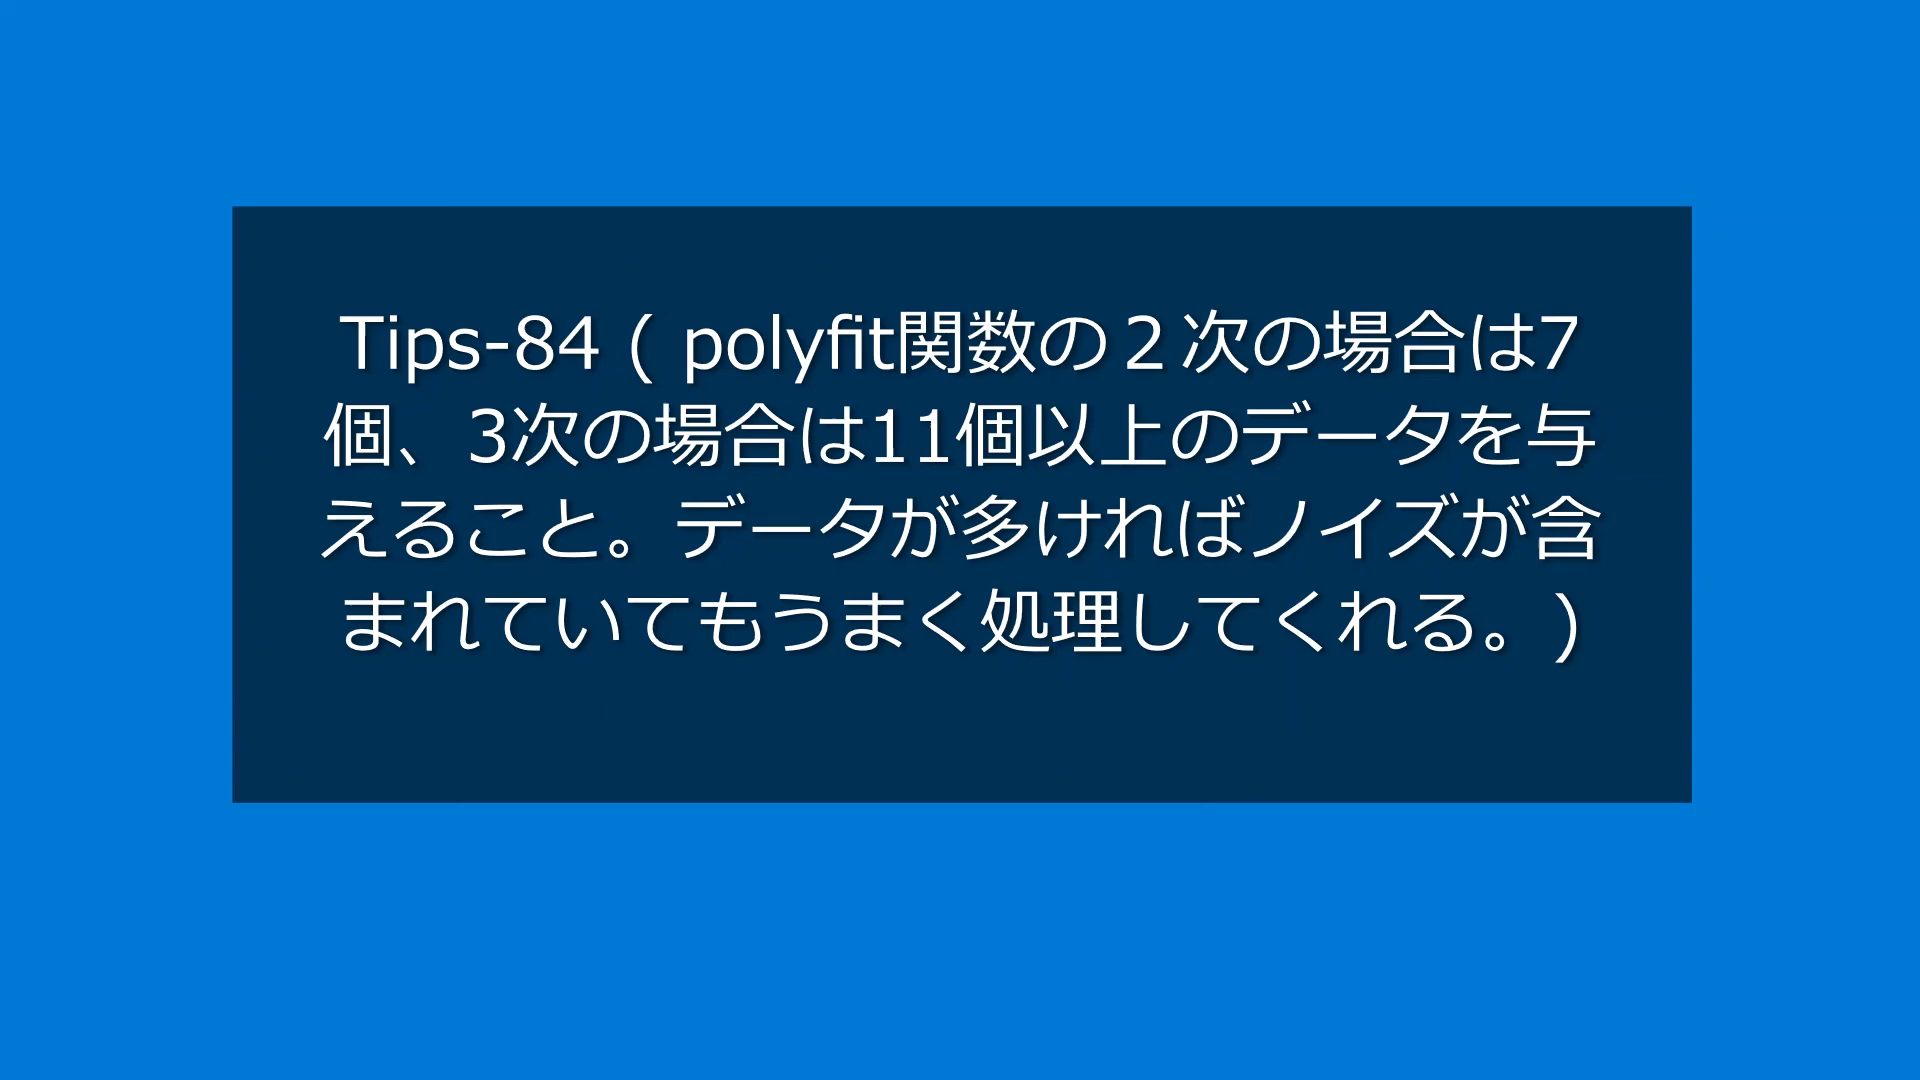 Tips-84 ( polyfit関数の２次の場合は7
個、3次の場合は11個以上のデータを与
えること。データが多ければノイズが含
まれていてもうまく処理してくれる。)